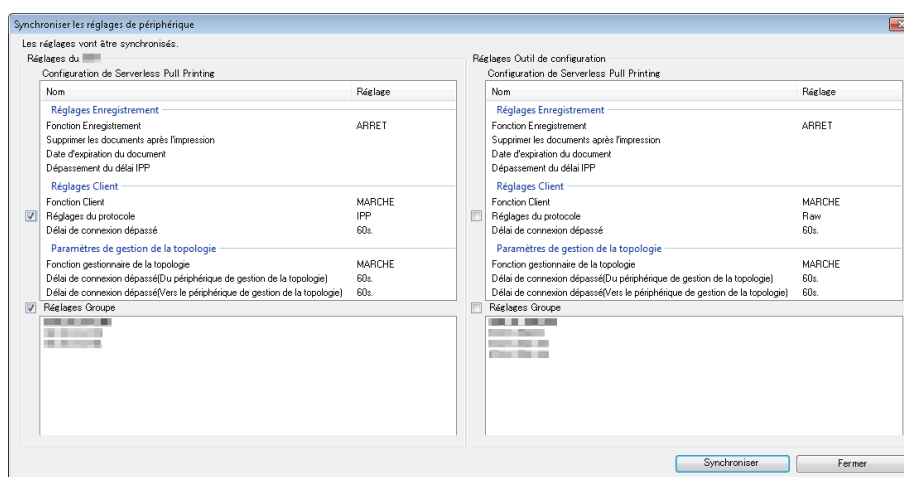 Synchroniser les réglages de périphérique
Les réglages vont être synchronisés.
Réglages du
Configuration de Serverless Pull Printing
Nom Réglage
Réglages Enregistrement
Fonction Enregistrement ARRET
Supprimer les documents après l'impression
Date d'expiration du document
Dépassement du délai IPP
Réglages Client
Fonction Client MARCHE
Réglages du protocole IPP
Délai de connexion dépassé 60s.
Paramètres de gestion de la topologie
Fonction gestionnaire de la topologie MARCHE
Délai de connexion dépassé(Du périphérique de gestion de la topologie) 60s.
Délai de connexion dépassé(Vers le périphérique de gestion de la topologie) 60s.
Réglages Groupe
Réglages Outil de configuration
Configuration de Serverless Pull Printing
Nom Réglage
Réglages Enregistrement
Fonction Enregistrement ARRET
Supprimer les documents après l'impression
Date d'expiration du document
Dépassement du délai IPP
Réglages Client
Fonction Client MARCHE
Réglages du protocole Raw
Délai de connexion dépassé 60s.
Paramètres de gestion de la topologie
Fonction gestionnaire de la topologie MARCHE
Délai de connexion dépassé(Du périphérique de gestion de la topologie) 60s.
Délai de connexion dépassé(Vers le périphérique de gestion de la topologie) 60s.
Réglages Groupe
Synchroniser Fermer